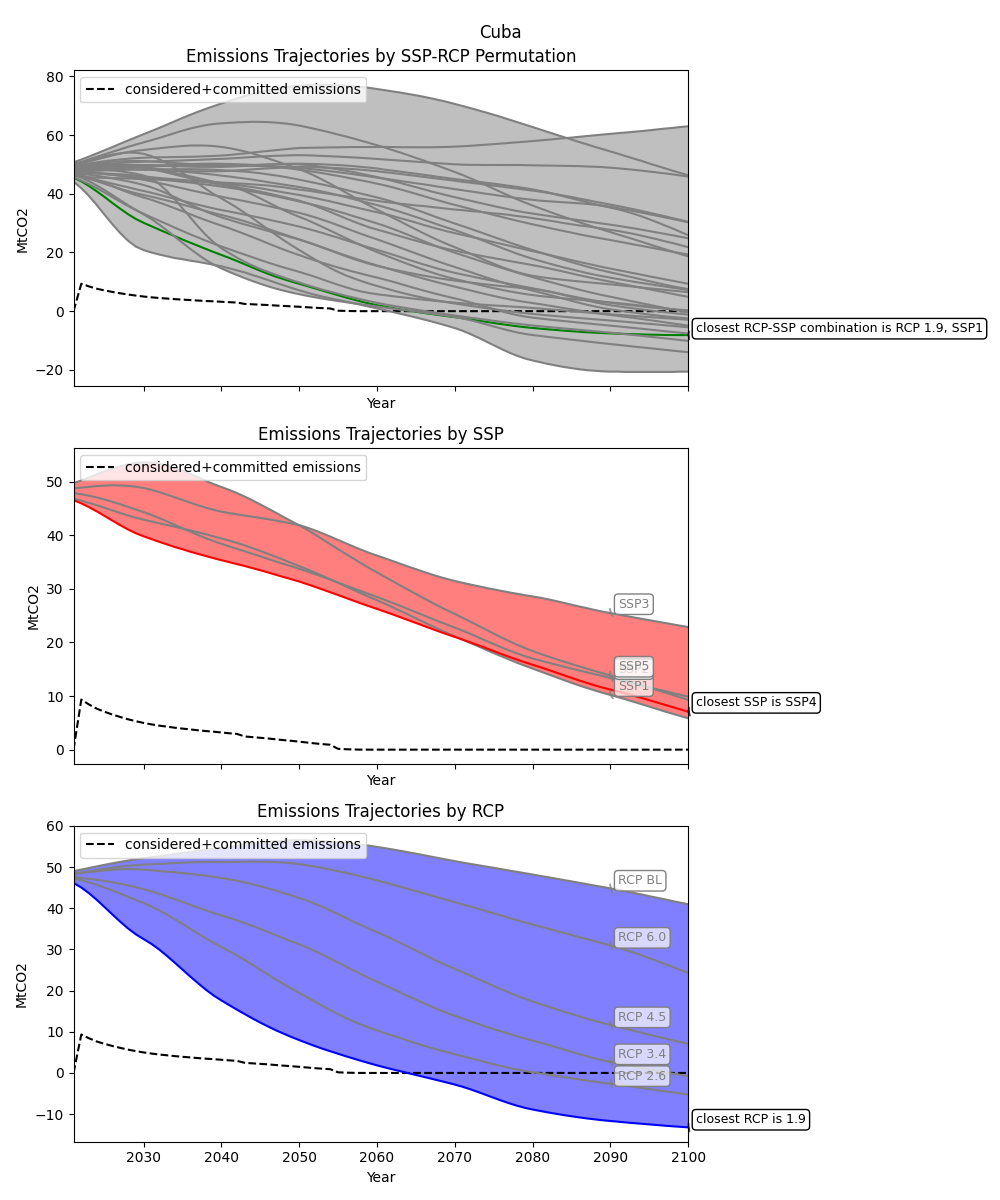 Cuba
Emissions Trajectories by SSP-RCP Permutation
considered+committed emissions
80
60
40
20
0
−20
MtCO2
Year
closest RCP-SSP combination is RCP 1.9, SSP1
Emissions Trajectories by SSP
considered+committed emissions
50
40
30
20
10
0
MtCO2
Year
SSP3
SSP5
SSP1
closest SSP is SSP4
Emissions Trajectories by RCP
considered+committed emissions
60
50
40
30
20
10
0
−10
MtCO2
RCP BL
RCP 6.0
RCP 4.5
RCP 3.4
RCP 2.6
closest RCP is 1.9
2030 2040 2050 2060 2070 2080 2090 2100
Year